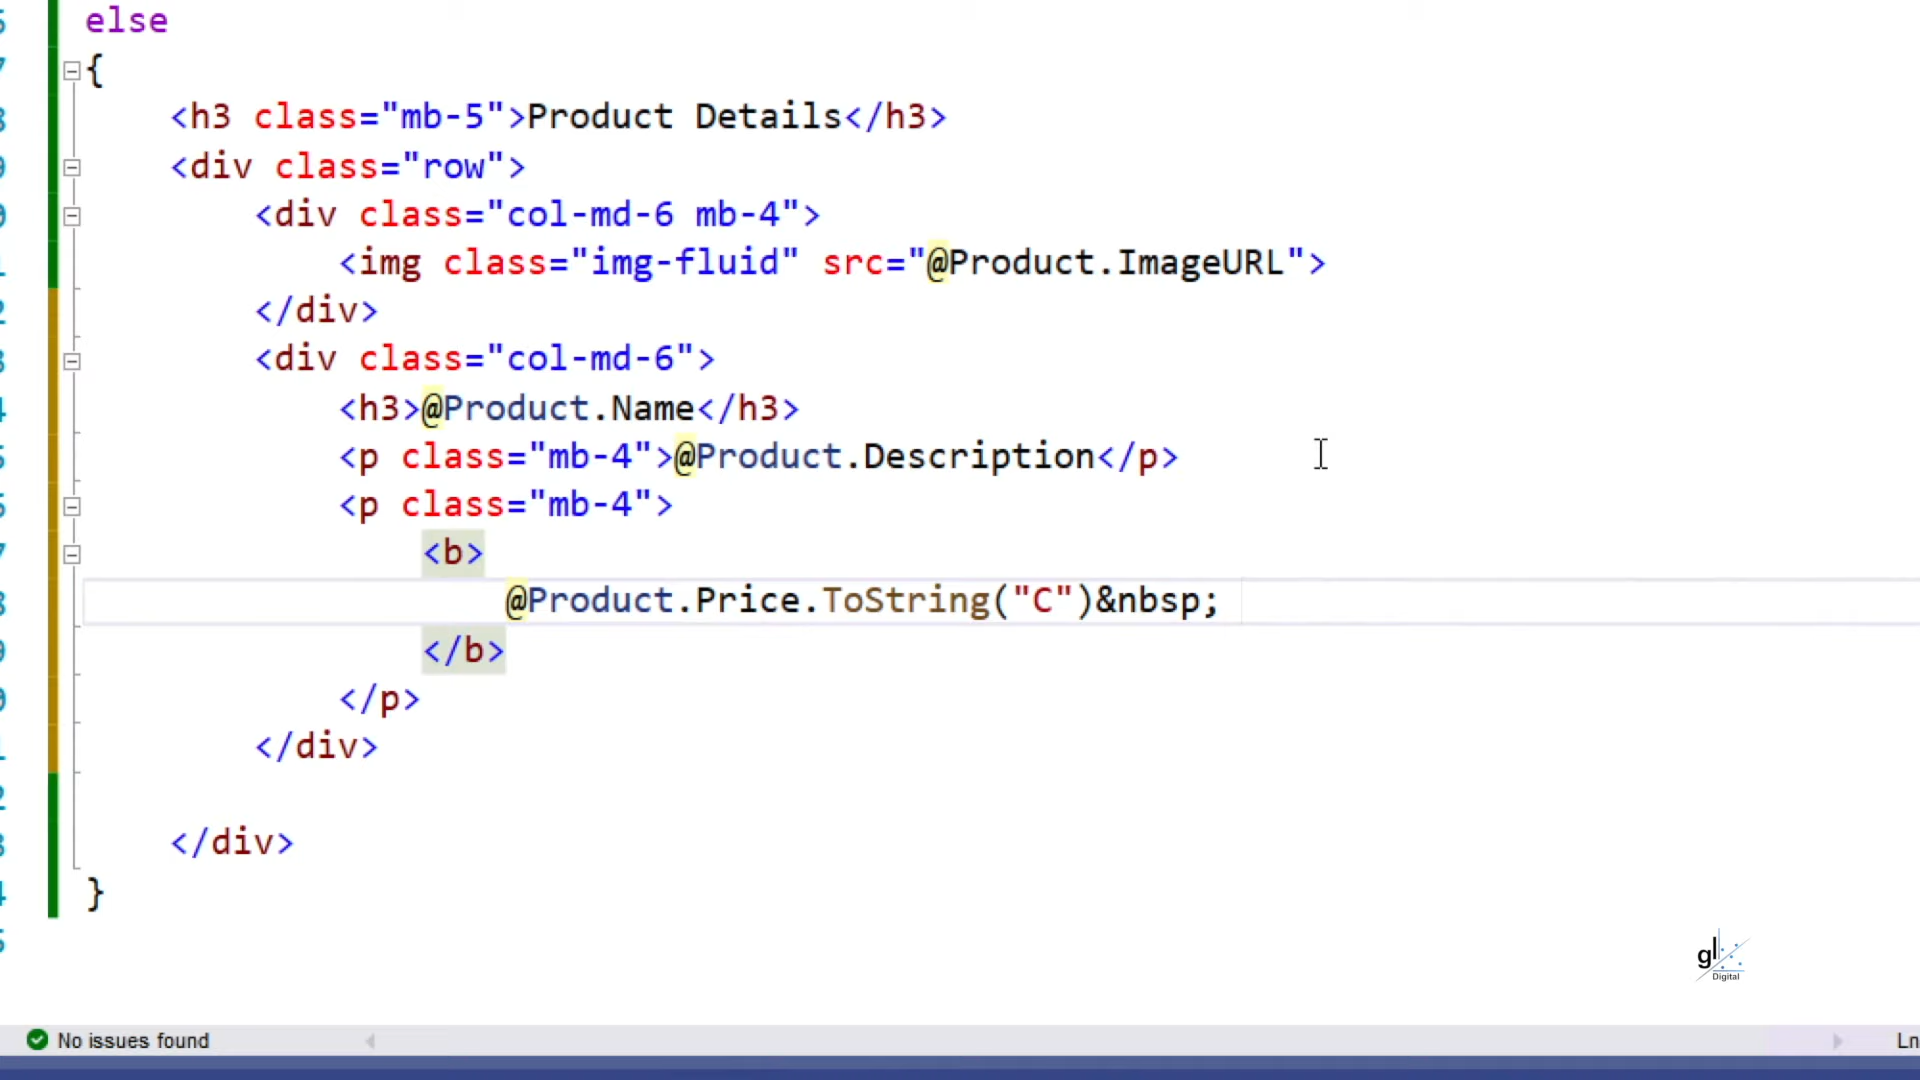 else
{
<h3 class="mb-5">Product Details</h3>
<div class="row">
<div class="col-md-6 mb-4">
<img class="img-fluid" src="@Product.ImageURL">
</div>
<div class="col-md-6">
<h3>@Product.Name</h3>
<p class="mb-4">@Product.Description</p>
<p class="mb-4">
<b>
@Product.Price.ToString("C")&nbsp;
</b>
</p>
</div>
</div>
}
gl
Digital
No issues found
Ln